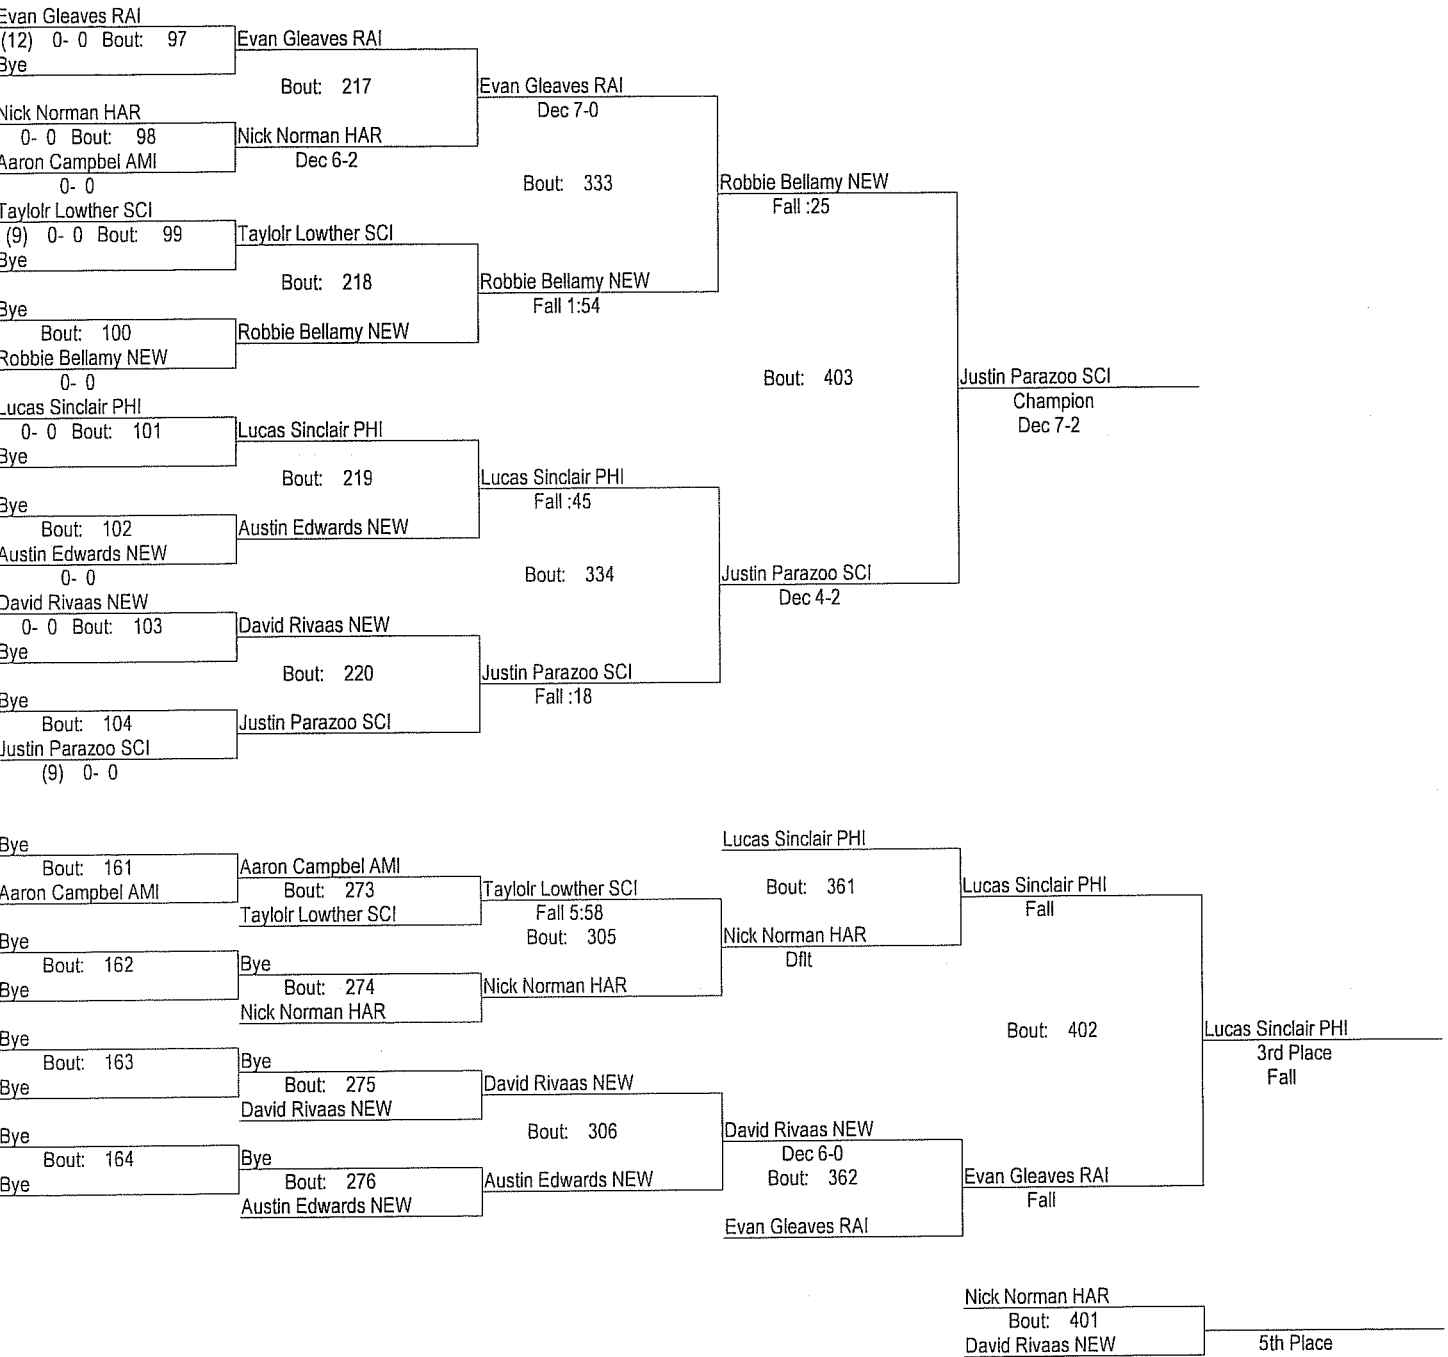 Evan Gleaves RAI
(12) 0- 0 Bout: 97
Bye
Evan Gleaves RAI
Bout: 217
Nick Norman HAR
0- 0 Bout: 98
Aaron Campbel AMI
0- 0
Nick Norman HAR
Dec 6-2
Evan Gleaves RAI
Dec 7-0
Bout: 333
Taylolr Lowther SCI
(9) 0- 0 Bout: 99
Bye
Taylolr Lowther SCI
Bout: 218
Bye
Bout: 100
Robbie Bellamy NEW
0- 0
Robbie Bellamy NEW
Robbie Bellamy NEW
Fall 1:54
Robbie Bellamy NEW
Fall :25
Bout: 403
Lucas Sinclair PHI
0- 0 Bout: 101
Bye
Lucas Sinclair PHI
Bout: 219
Bye
Bout: 102
Austin Edwards NEW
0- 0
Austin Edwards NEW
Lucas Sinclair PHI
Fall :45
Bout: 334
David Rivaas NEW
0- 0 Bout: 103
Bye
David Rivaas NEW
Bout: 220
Bye
Bout: 104
Justin Parazoo SCI
(9) 0- 0
Justin Parazoo SCI
Justin Parazoo SCI
Fall :18
Justin Parazoo SCI
Dec 4-2
Justin Parazoo SCI
Champion
Dec 7-2
Bye
Bout: 161
Aaron Campbel AMI
Aaron Campbel AMI
Bout: 273
Taylolr Lowther SCI
Taylolr Lowther SCI
Fall 5:58
Bout: 305
Bye
Bout: 162
Bye
Bye
Bout: 274
Nick Norman HAR
Nick Norman HAR
Lucas Sinclair PHI
Bout: 361
Nick Norman HAR
Dflt
Lucas Sinclair PHI
Fall
Bout: 402
Bye
Bout: 163
Bye
Bye
Bout: 275
David Rivaas NEW
David Rivaas NEW
Bout: 306
Bye
Bout: 164
Bye
Bye
Bout: 276
Austin Edwards NEW
Austin Edwards NEW
David Rivaas NEW
Dec 6-0
Bout: 362
Evan Gleaves RAI
Evan Gleaves RAI
Fall
Lucas Sinclair PHI
3rd Place
Fall
Nick Norman HAR
Bout: 401
David Rivaas NEW
5th Place